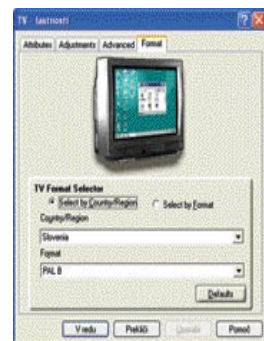 TV - Lastnosti
Attributes Adjustments Advanced Format
TV Format Selector
Select by Country/Region Select by Format
Country/Region
Slovenia
Format
PAL B
Defaults
V redu Prekliči Uporabi Pomoč